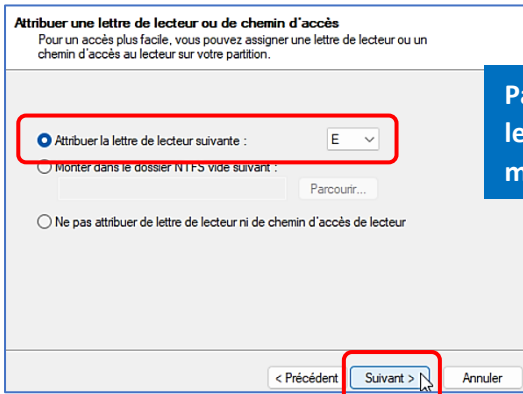 Attribuer une lettre de lecteur ou de chemin d'accès
Pour un accès plus facile, vous pouvez assigner une lettre de lecteur ou un
chemin d'accès au lecteur sur votre partition.
Attribuer la lettre de lecteur suivante :
E
Monter dans le dossier NTFS vide suivant :
Parcourir...
Ne pas attribuer de lettre de lecteur ni de chemin d'accès de lecteur
< Précédent
Suivant >
Annuler